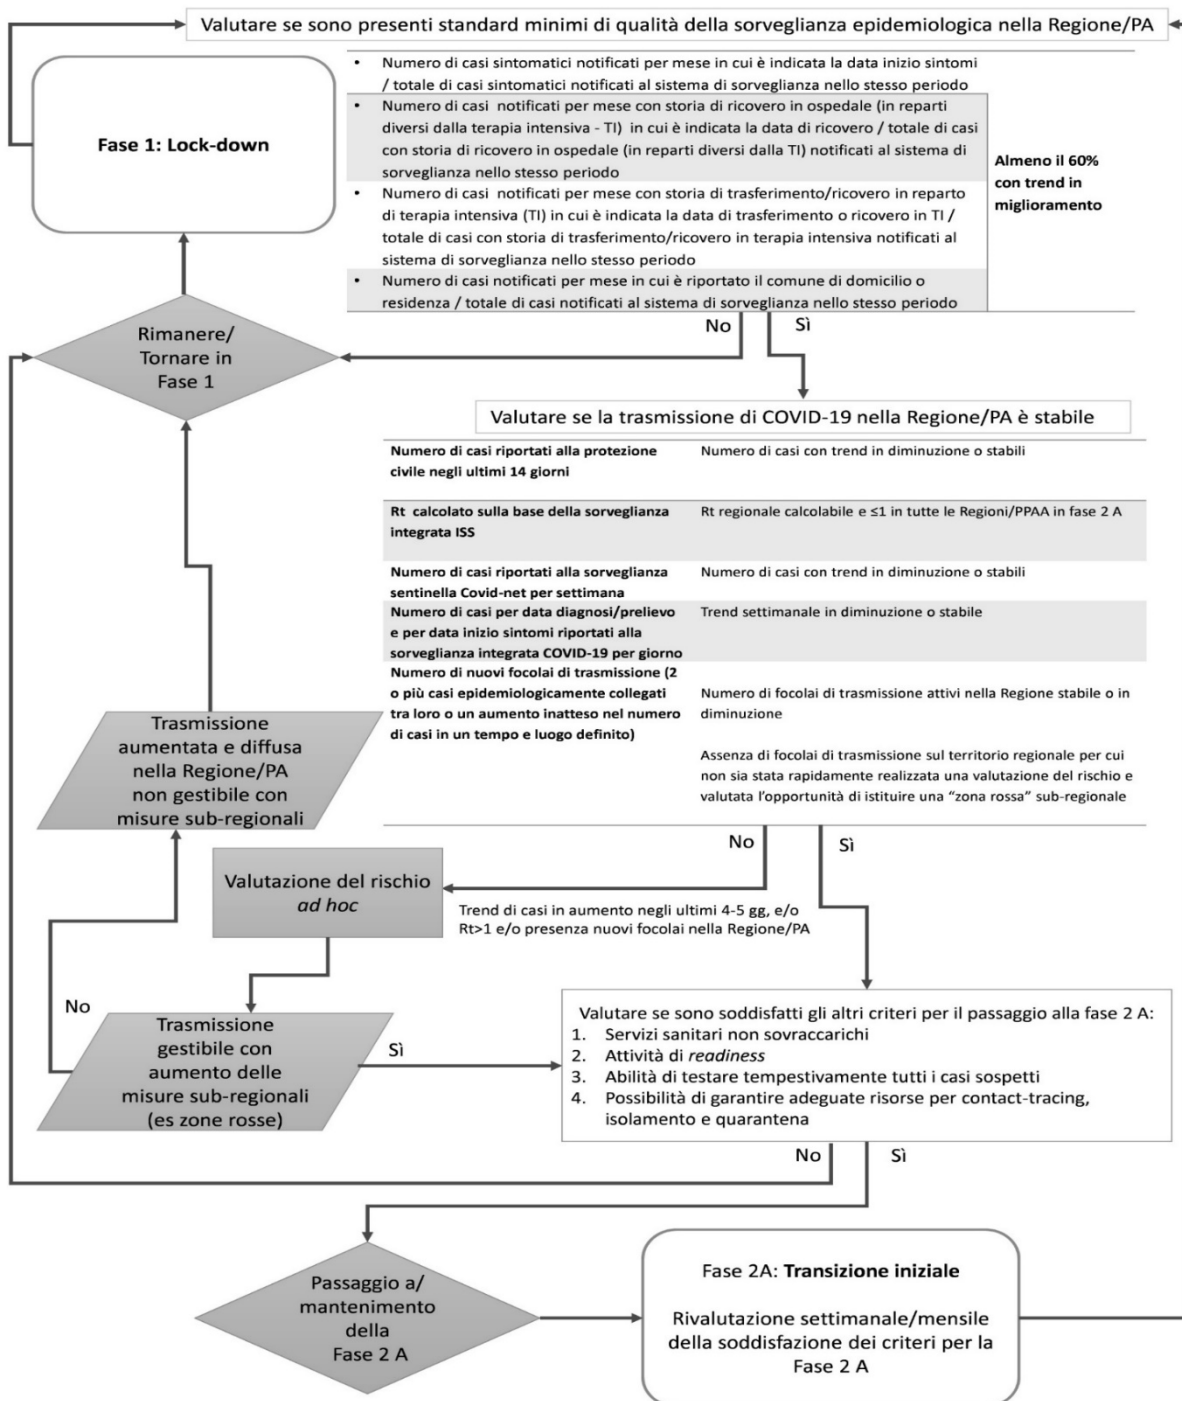 Valutare se sono presenti standard minimi di qualità della sorveglianza epidemiologica nella Regione/PA
Fase 1: Lock-down
• Numero di casi sintomatici notificati per mese in cui è indicata la data inizio sintomi
/ totale di casi sintomatici notificati al sistema di sorveglianza nello stesso periodo
• Numero di casi notificati per mese con storia di ricovero in ospedale (in reparti
diversi dalla terapia intensiva - TI) in cui è indicata la data di ricovero / totale di casi
con storia di ricovero in ospedale (in reparti diversi dalla TI) notificati al sistema di
sorveglianza nello stesso periodo
• Numero di casi notificati per mese con storia di trasferimento/ricovero in reparto
di terapia intensiva (TI) in cui è indicata la data di trasferimento o ricovero in TI /
totale di casi con storia di trasferimento/ricovero in terapia intensiva notificati al
sistema di sorveglianza nello stesso periodo
• Numero di casi notificati per mese in cui è riportato il comune di domicilio o
residenza / totale di casi notificati al sistema di sorveglianza nello stesso periodo
Almeno il 60%
con trend in
miglioramento
No
Sì
Rimanere/
Tornare in
Fase 1
Valutare se la trasmissione di COVID-19 nella Regione/PA è stabile
Numero di casi riportati alla protezione
civile negli ultimi 14 giorni
Numero di casi con trend in diminuzione o stabili
Rt calcolato sulla base della sorveglianza
integrata ISS
Rt regionale calcolabile e ≤1 in tutte le Regioni/PPAA in fase 2 A
Numero di casi riportati alla sorveglianza
sentinella Covid-net per settimana
Numero di casi con trend in diminuzione o stabili
Numero di casi per data diagnosi/prelievo
e per data inizio sintomi riportati alla
sorveglianza integrata COVID-19 per giorno
Trend settimanale in diminuzione o stabile
Numero di nuovi focolai di trasmissione (2
o più casi epidemiologicamente collegati
tra loro o un aumento inatteso nel numero
di casi in un tempo e luogo definito)
Numero di focolai di trasmissione attivi nella Regione stabile o in
diminuzione
Assenza di focolai di trasmissione sul territorio regionale per cui
non sia stata rapidamente realizzata una valutazione del rischio e
valutata l'opportunità di istituire una "zona rossa" sub-regionale
Trasmissione
aumentata e diffusa
nella Regione/PA
non gestibile con
misure sub-regionali
No
Sì
Valutazione del rischio
ad hoc
Trend di casi in aumento negli ultimi 4-5 gg, e/o
Rt>1 e/o presenza nuovi focolai nella Regione/PA
No
Trasmissione
gestibile con
aumento delle
misure sub-regionali
(es zone rosse)
Sì
Valutare se sono soddisfatti gli altri criteri per il passaggio alla fase 2 A:
1. Servizi sanitari non sovraccarichi
2. Attività di readiness
3. Abilità di testare tempestivamente tutti i casi sospetti
4. Possibilità di garantire adeguate risorse per contact-tracing,
isolamento e quarantena
No
Sì
Passaggio a/
mantenimento
della
Fase 2 A
Fase 2A: Transizione iniziale
Rivalutazione settimanale/mensile
della soddisfazione dei criteri per la
Fase 2 A